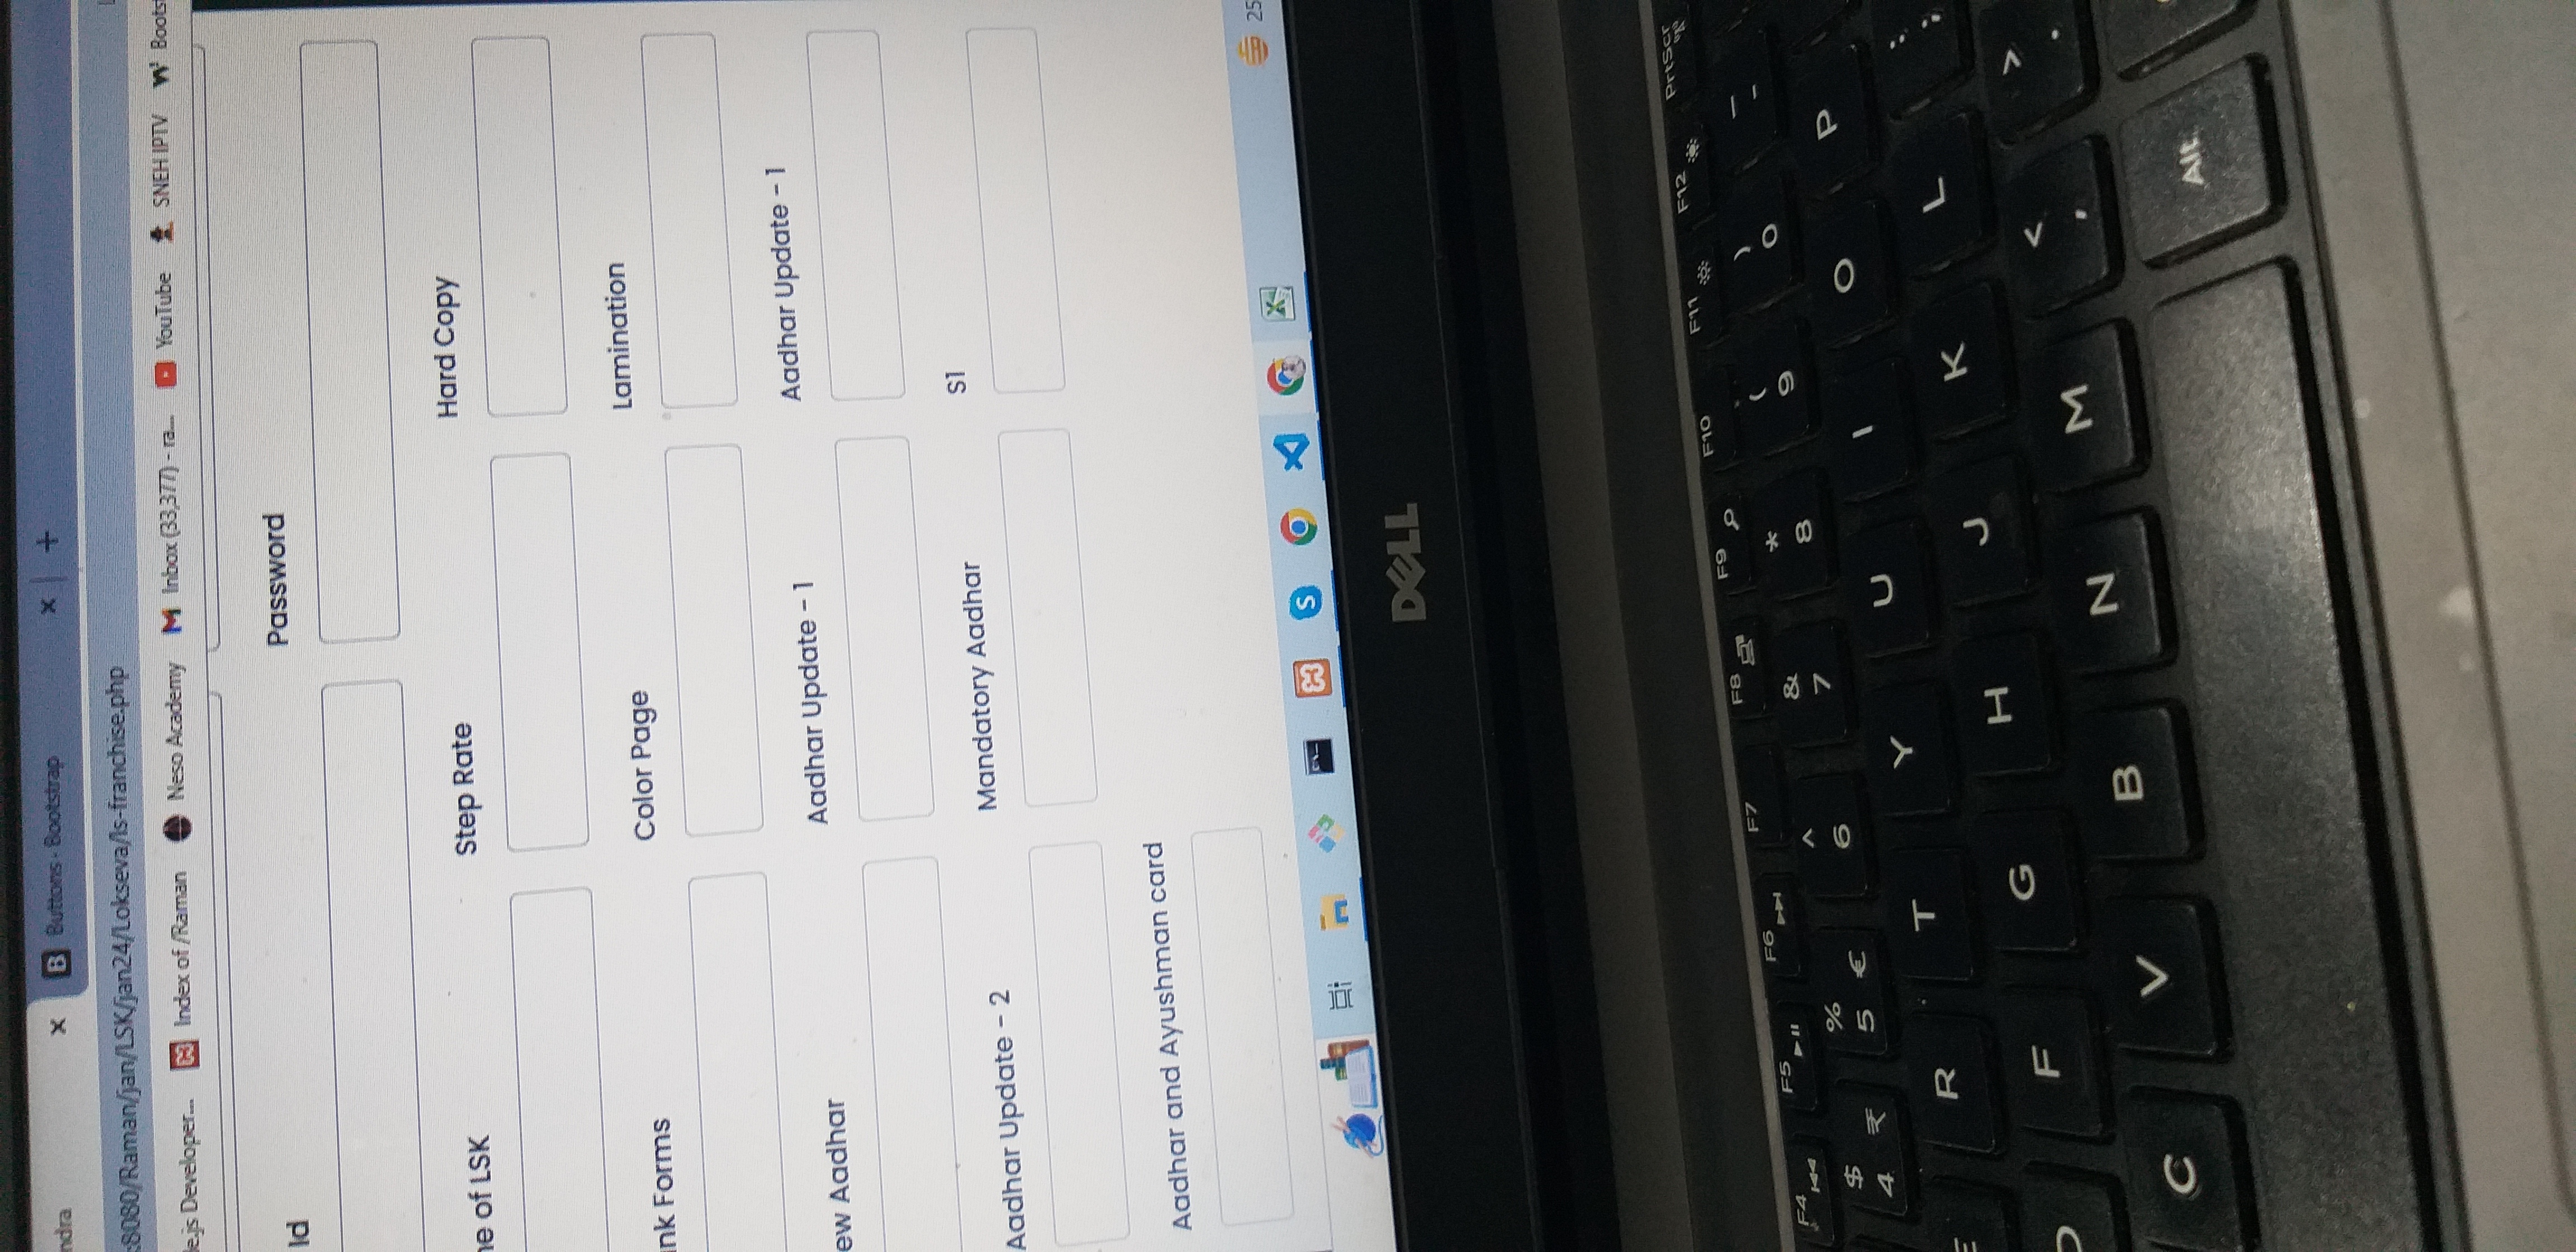 ndra
Buttons - Bootstrap
:8080/Raman/jan/LSK/jan24/Lokseva/ls-franchise.php
e.js Developer... Index of /Raman Neso Academy Inbox (33,377) - ra... YouTube SNEH IPTV Boots
Id Password
e of LSK Step Rate Hard Copy
nk Forms Color Page Lamination
ew Aadhar Aadhar Update - 1 Aadhar Update - 1
Aadhar Update - 2 Mandatory Aadhar S1
Aadhar and Ayushman card
25
DELL
F4 F5 F6 F7 F8 F9 F10 F11 F12 PrtScr
$ 4 ₹ % 5 € ^ 6 & 7 * 8 ( 9 ) 0 _ -
E R T Y U I O P
D F G H J K L : ;
C V B N M < , > .
Alt